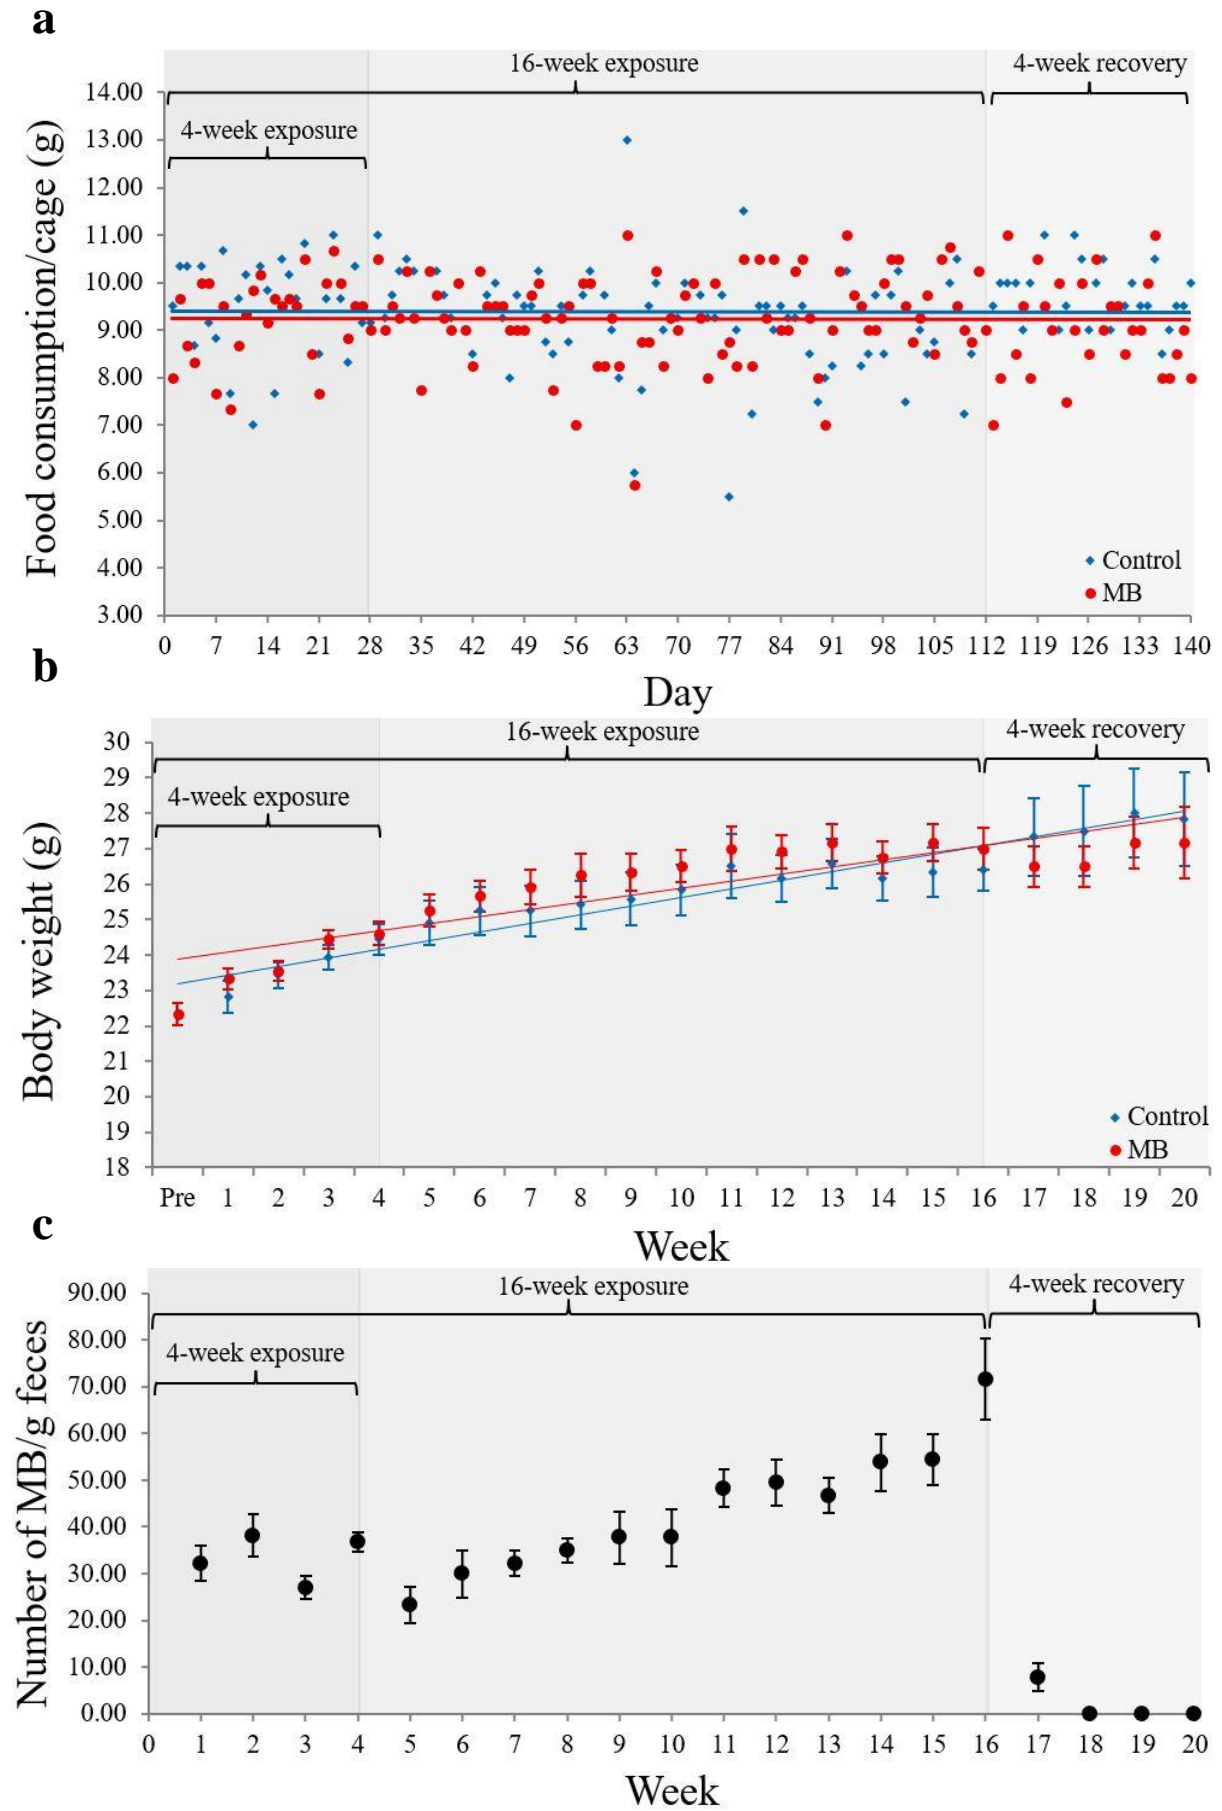 a
16-week exposure
4-week recovery
4-week exposure
Food consumption/cage (g)
14.00
13.00
12.00
11.00
10.00
9.00
8.00
7.00
6.00
5.00
4.00
3.00
Control
MB
0 7 14 21 28 35 42 49 56 63 70 77 84 91 98 105 112 119 126 133 140
Day
b
16-week exposure
4-week recovery
4-week exposure
Body weight (g)
30
29
28
27
26
25
24
23
22
21
20
19
18
Control
MB
Pre 1 2 3 4 5 6 7 8 9 10 11 12 13 14 15 16 17 18 19 20
Week
c
16-week exposure
4-week recovery
4-week exposure
Number of MB/g feces
90.00
80.00
70.00
60.00
50.00
40.00
30.00
20.00
10.00
0.00
0 1 2 3 4 5 6 7 8 9 10 11 12 13 14 15 16 17 18 19 20
Week